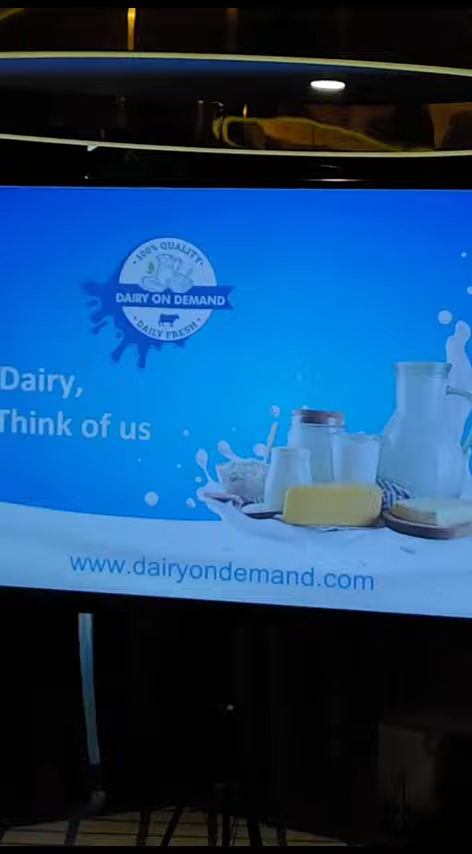 100% QUALITY
DAIRY ON DEMAND
DAILY FRESH
Dairy,
Think of us
www.dairyondemand.com